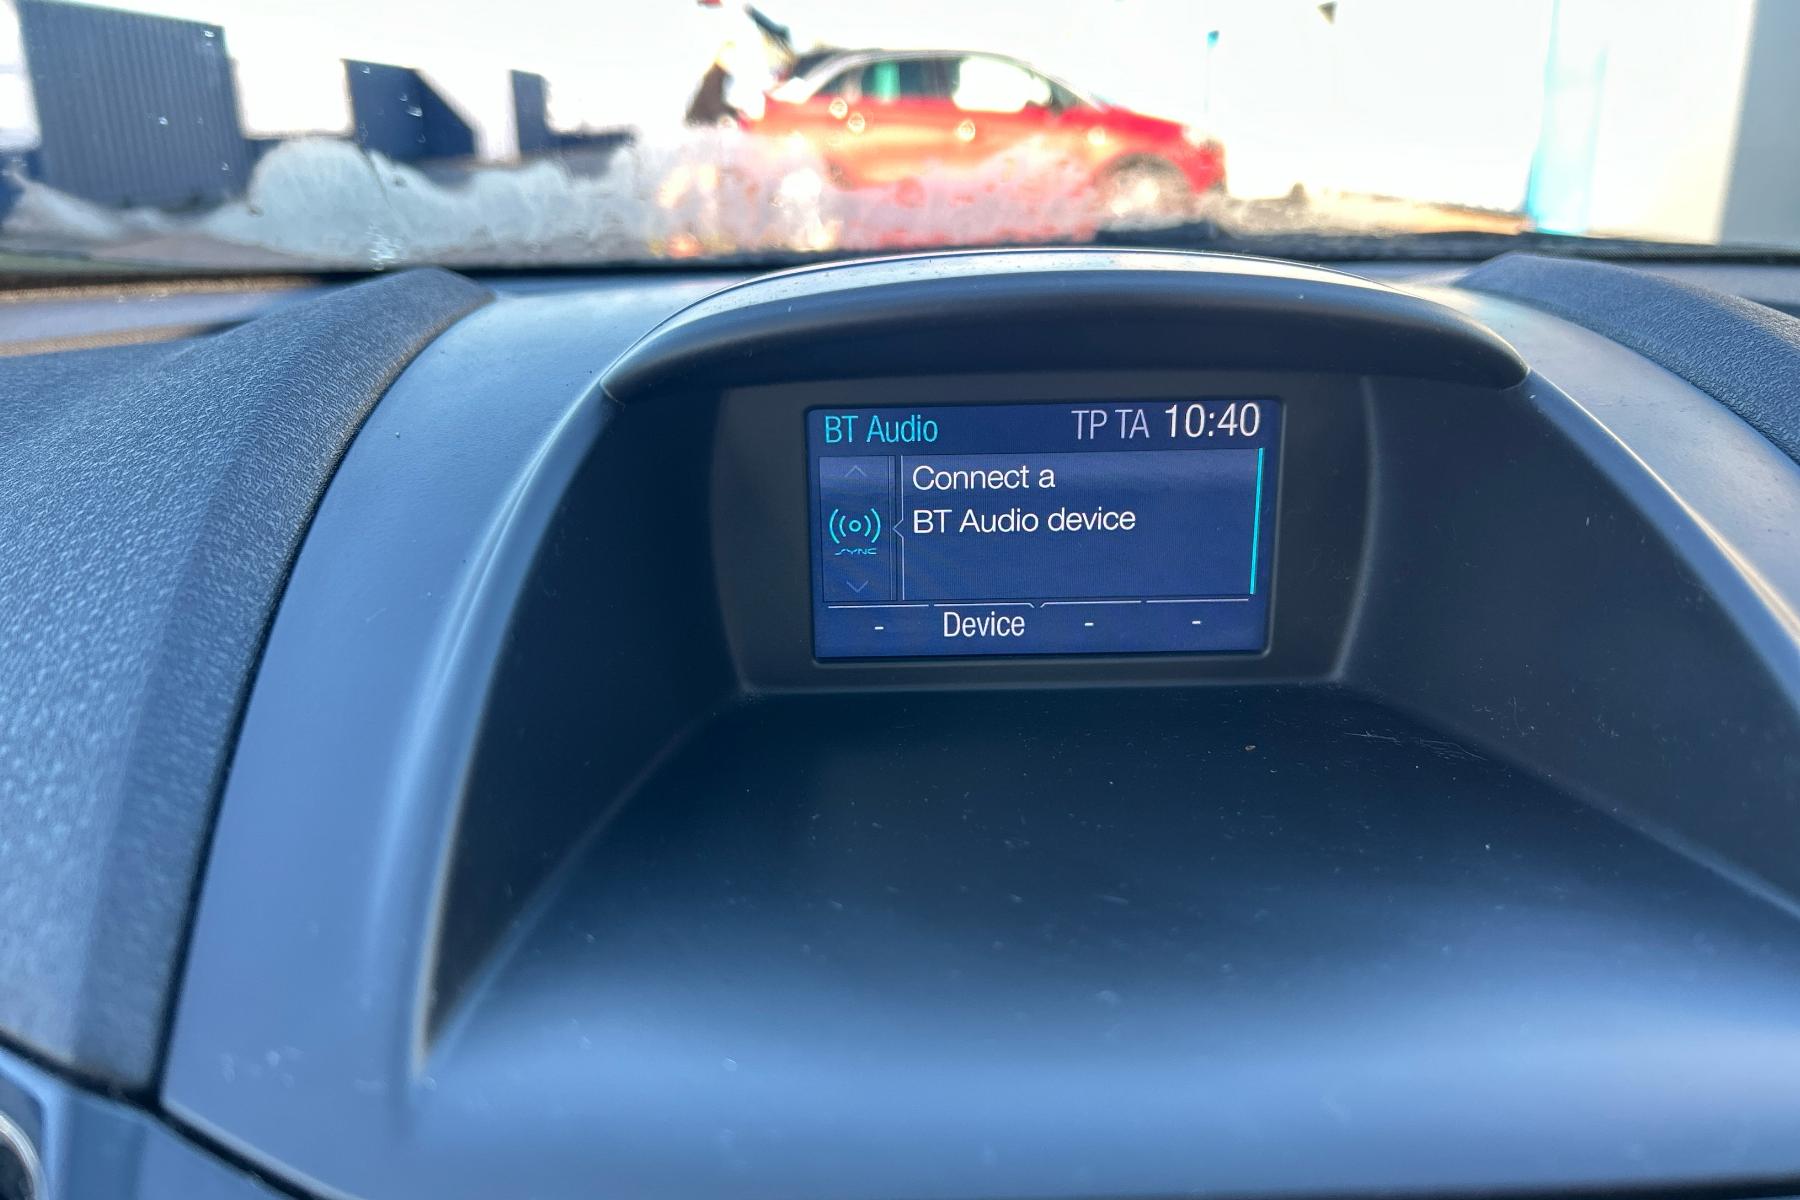 BT Audio TP TA 10:40
Connect a
BT Audio device
SYNC
- Device - -